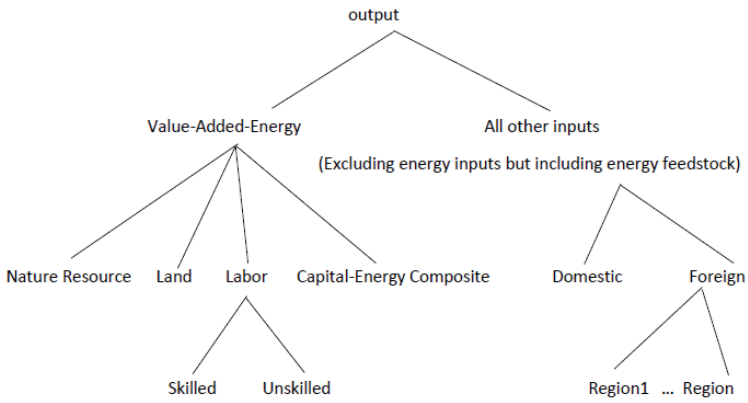 output
Value-Added-Energy
All other inputs
(Excluding energy inputs but including energy feedstock)
Nature Resource
Land
Labor
Capital-Energy Composite
Domestic
Foreign
Skilled
Unskilled
Region1 ... Region